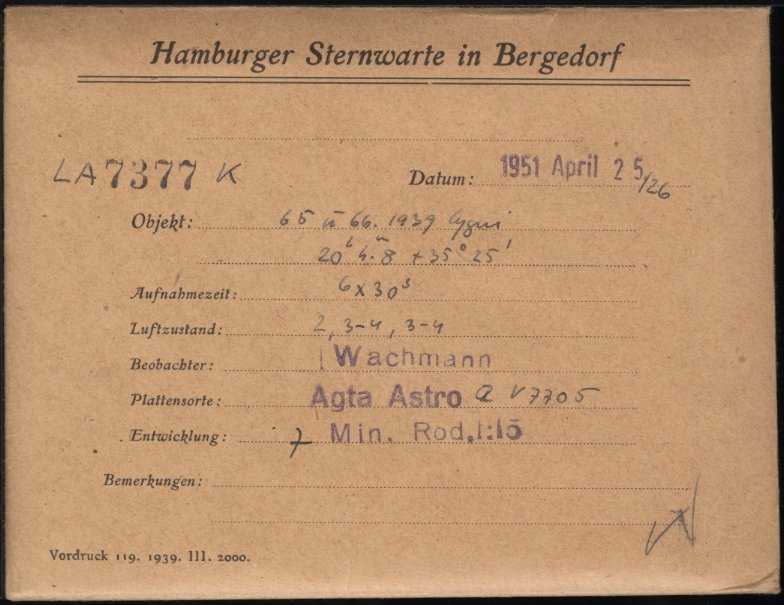 Hamburger Sternwarte in Bergedorf
LA 7377 K
Datum: 1951 April 25/26
Objekt: 65 u 66. 1939 Cygni
20h 4m.8 +35° 25'
Aufnahmezeit: 6 x 30s
Luftzustand: 2, 3-4, 3-4
Beobachter: Wachmann
Plattensorte: Agfa Astro a V7705
Entwicklung: 7 Min. Rod. 1:15
Bemerkungen:
Vordruck 119. 1939. III. 2000.